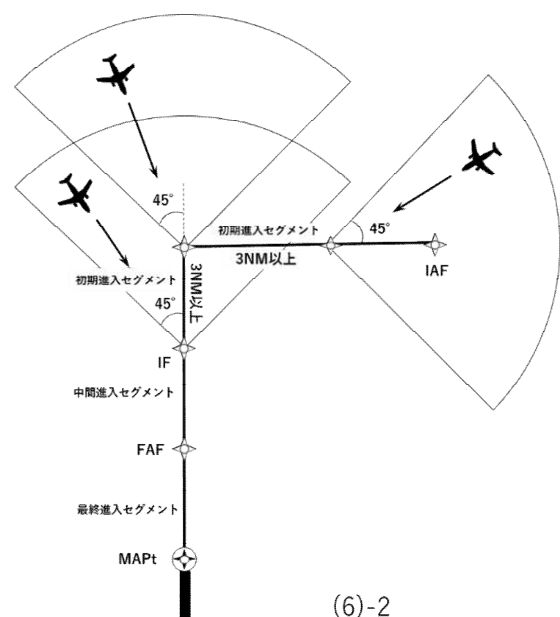 45°
初期進入セグメント
45°
3NM以上
IAF
初期進入セグメント
3NM以上
45°
IF
中間進入セグメント
FAF
最終進入セグメント
MAPt
(6)-2